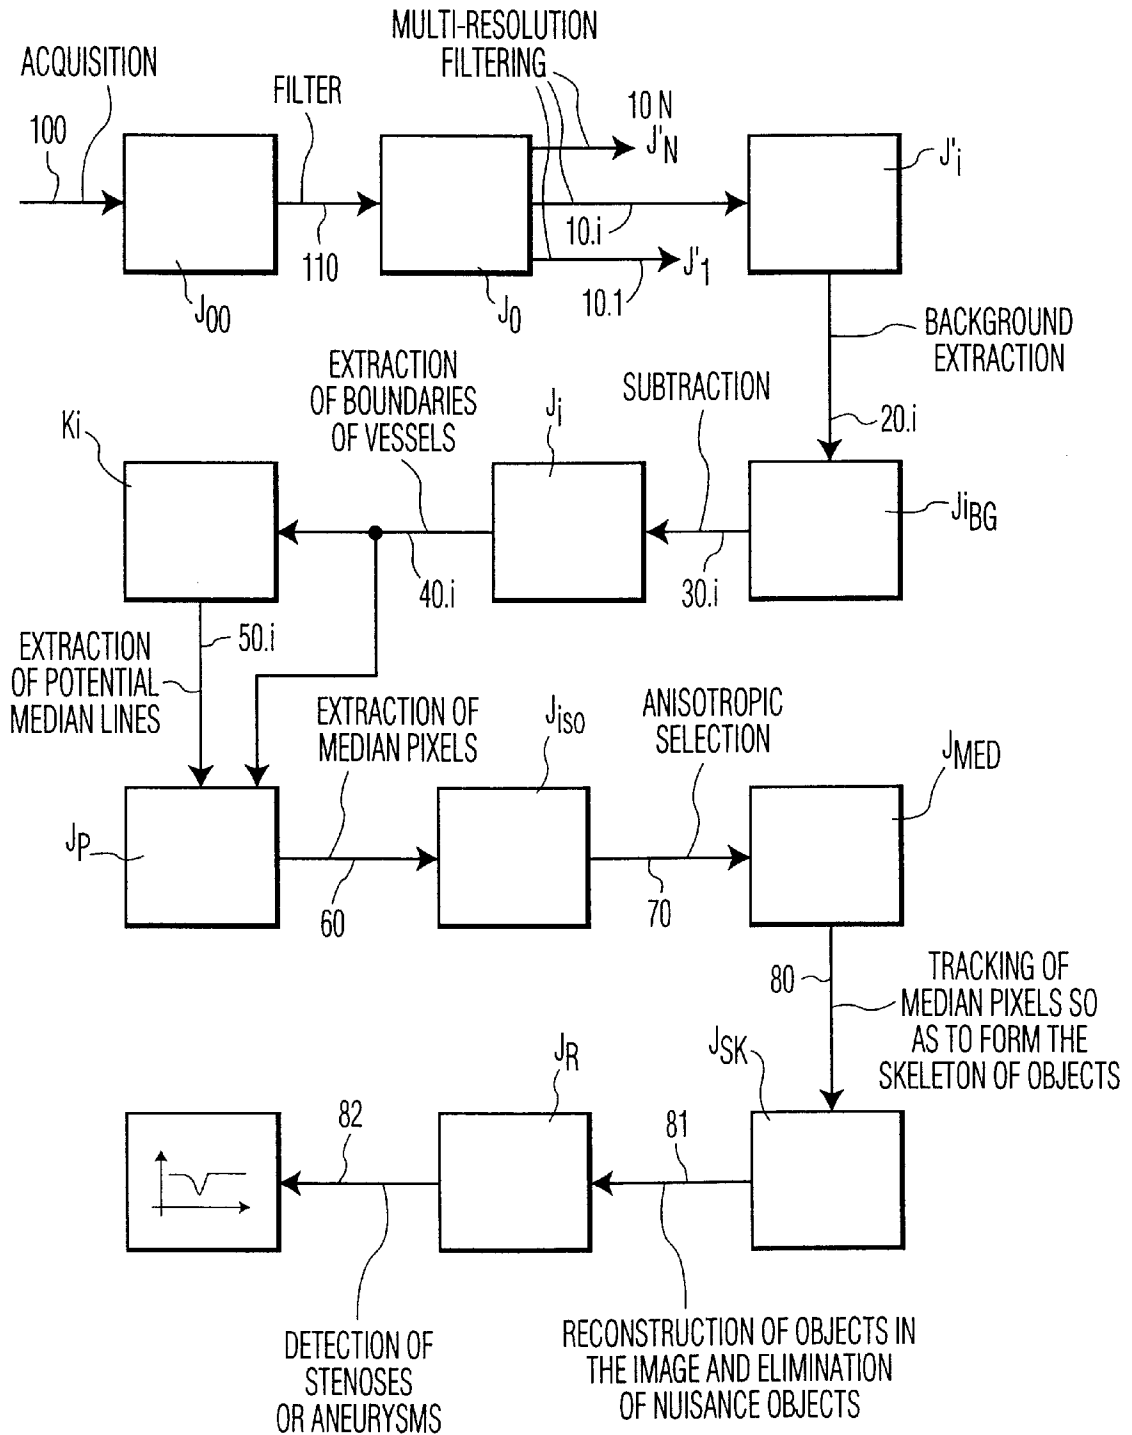 MULTI-RESOLUTION
FILTERING
ACQUISITION
FILTER
100
10 N
J'N
J'i
10.i
110
J'1
10.1
J00
J0
BACKGROUND
EXTRACTION
EXTRACTION
OF BOUNDARIES
OF VESSELS
SUBTRACTION
Ji
Ki
20.i
JiBG
40.i
30.i
50.i
EXTRACTION
OF POTENTIAL
MEDIAN LINES
EXTRACTION OF
MEDIAN PIXELS
Jiso
ANISOTROPIC
SELECTION
JMED
JP
60
70
80
TRACKING OF
MEDIAN PIXELS SO
AS TO FORM THE
SKELETON OF OBJECTS
JR
JSK
82
81
DETECTION OF
STENOSES
OR ANEURYSMS
RECONSTRUCTION OF OBJECTS IN
THE IMAGE AND ELIMINATION
OF NUISANCE OBJECTS